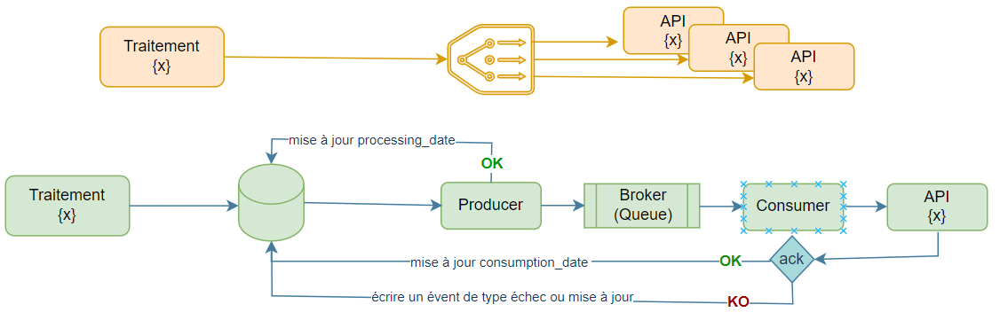 Traitement
{x}
API
{x}
API
{x}
API
{x}
mise à jour processing_date
OK
Traitement
{x}
Producer
Broker
(Queue)
Consumer
API
{x}
mise à jour consumption_date
OK
ack
écrire un évent de type échec ou mise à jour
KO